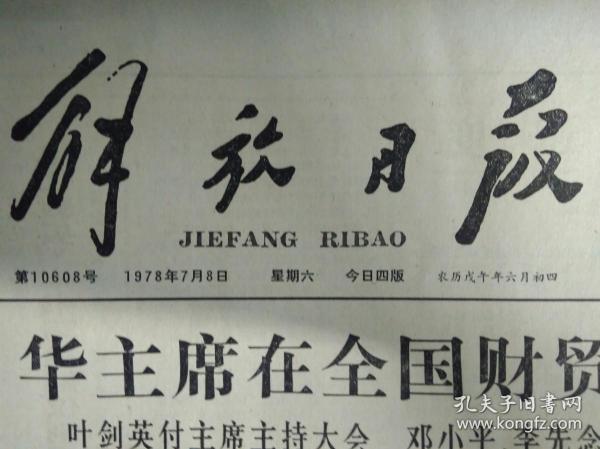 解放日报
JIEFANG RIBAO
第10608号 1978年7月8日 星期六 今日四版 农历戊午年六月初四
华主席在全国财贸
叶剑英付主席主持大会 邓小平、李先念
孔夫子旧书网
www.kongfz.com